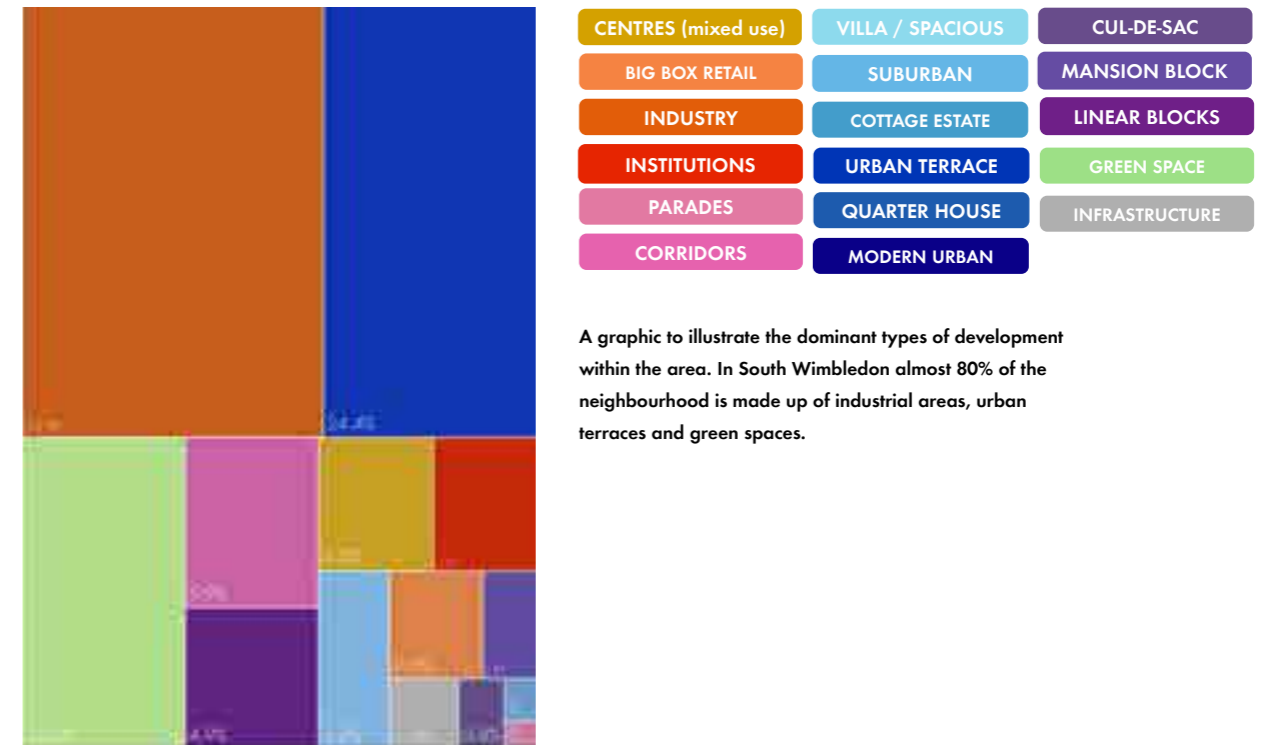 CENTRES (mixed use)
VILLA / SPACIOUS
CUL-DE-SAC
BIG BOX RETAIL
SUBURBAN
MANSION BLOCK
INDUSTRY
COTTAGE ESTATE
LINEAR BLOCKS
INSTITUTIONS
URBAN TERRACE
GREEN SPACE
PARADES
QUARTER HOUSE
INFRASTRUCTURE
CORRIDORS
MODERN URBAN
A graphic to illustrate the dominant types of development
within the area. In South Wimbledon almost 80% of the
neighbourhood is made up of industrial areas, urban
terraces and green spaces.